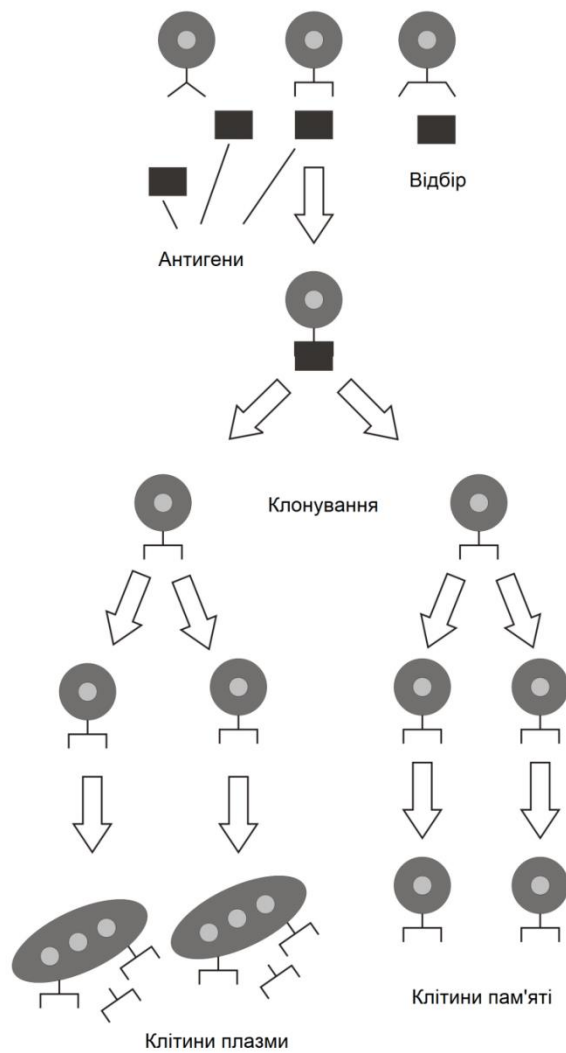 Відбір
Антигени
Клонування
Клітини пам'яті
Клітини плазми